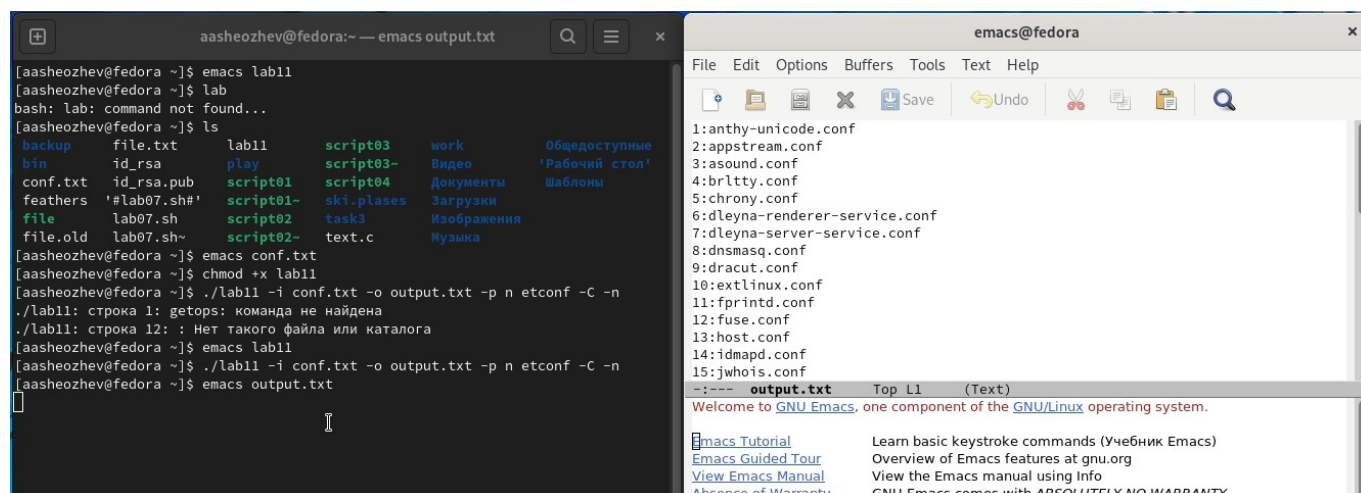 aasheozhev@fedora:~ — emacs output.txt
[aasheozhev@fedora ~]$ emacs lab11
[aasheozhev@fedora ~]$ lab
bash: lab: command not found...
[aasheozhev@fedora ~]$ ls
backup file.txt lab11 script03 work Общедоступные
bin id_rsa play script03~ Видео 'Рабочий стол'
conf.txt id_rsa.pub script01 script04 Документы Шаблоны
feathers '#lab07.sh#' script01~ ski.plases Загрузки
file lab07.sh script02 task3 Изображения
file.old lab07.sh~ script02~ text.c Музыка
[aasheozhev@fedora ~]$ emacs conf.txt
[aasheozhev@fedora ~]$ chmod +x lab11
[aasheozhev@fedora ~]$ ./lab11 -i conf.txt -o output.txt -p n etconf -C -n
./lab11: строка 1: getops: команда не найдена
./lab11: строка 12: : Нет такого файла или каталога
[aasheozhev@fedora ~]$ emacs lab11
[aasheozhev@fedora ~]$ ./lab11 -i conf.txt -o output.txt -p n etconf -C -n
[aasheozhev@fedora ~]$ emacs output.txt
emacs@fedora
File Edit Options Buffers Tools Text Help
Save Undo
1:anthy-unicode.conf
2:appstream.conf
3:asound.conf
4:brltty.conf
5:chrony.conf
6:dleyna-renderer-service.conf
7:dleyna-server-service.conf
8:dnsmasq.conf
9:dracut.conf
10:extlinux.conf
11:fprintd.conf
12:fuse.conf
13:host.conf
14:idmapd.conf
15:jwhois.conf
-:--- output.txt Top L1 (Text)
Welcome to GNU Emacs, one component of the GNU/Linux operating system.
Emacs Tutorial Learn basic keystroke commands (Учебник Emacs)
Emacs Guided Tour Overview of Emacs features at gnu.org
View Emacs Manual View the Emacs manual using Info
Absence of Warranty GNU Emacs comes with ABSOLUTELY NO WARRANTY